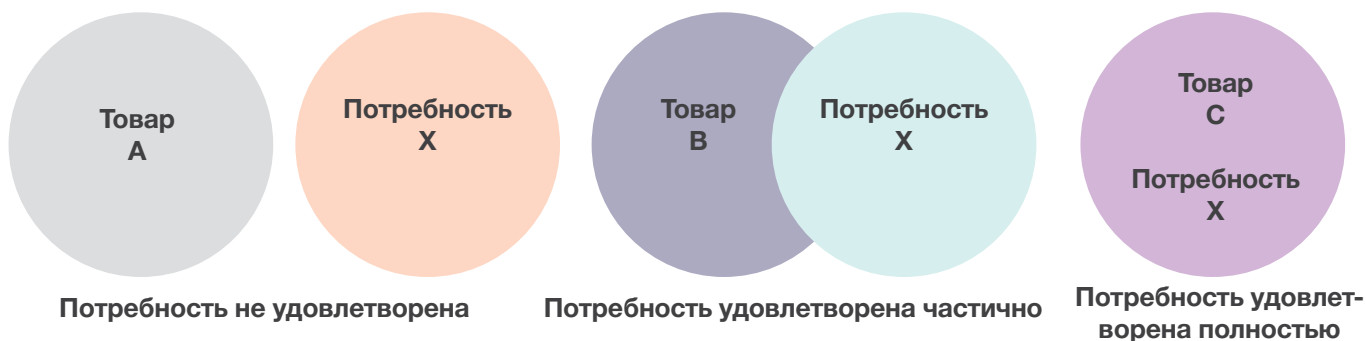 Товар
A
Потребность
X
Товар
B
Потребность
X
Товар
C
Потребность
X
Потребность не удовлетворена
Потребность удовлетворена частично
Потребность удовлет-
ворена полностью